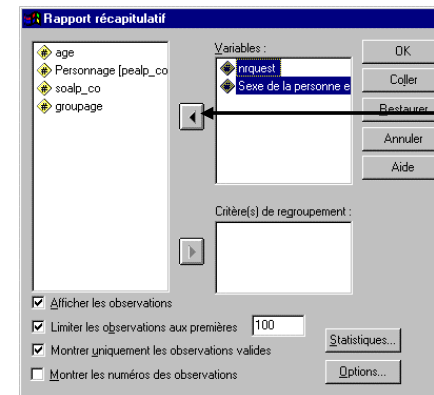 Rapport récapitulatif
age
Personnage [pealp_co
soalp_co
groupage
Variables :
nrquest
Sexe de la personne e
OK
Coller
Restaurer
Annuler
Aide
Critère(s) de regroupement :
Afficher les observations
Limiter les observations aux premières 100
Montrer uniquement les observations valides
Montrer les numéros des observations
Statistiques...
Options...